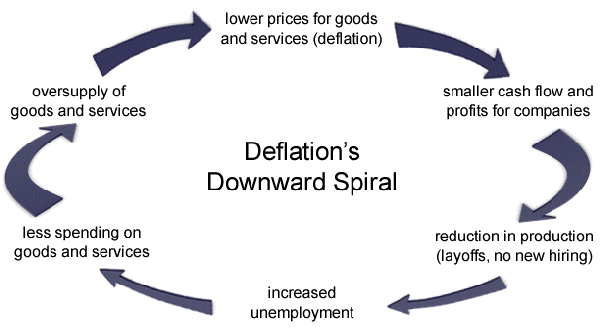 lower prices for goods
and services (deflation)
smaller cash flow and
profits for companies
reduction in production
(layoffs, no new hiring)
increased
unemployment
less spending on
goods and services
oversupply of
goods and services
Deflation's
Downward Spiral